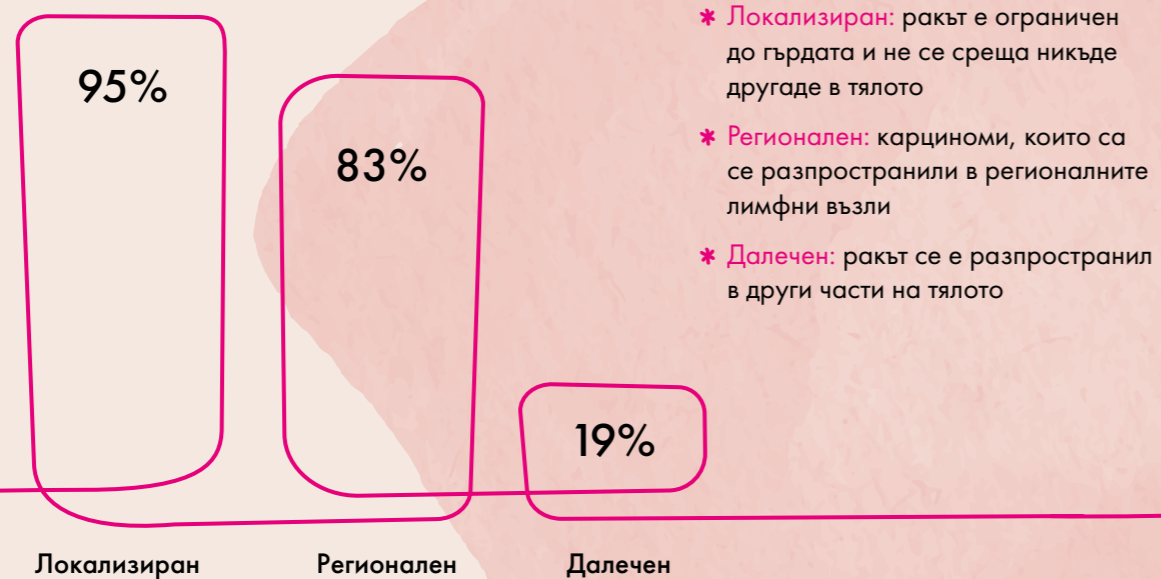 95%
83%
19%
Локализиран
Регионален
Далечен
* Локализиран: ракът е ограничен
до гърдата и не се среща никъде
другаде в тялото
* Регионален: карциноми, които са
се разпространили в регионалните
лимфни възли
* Далечен: ракът се е разпространил
в други части на тялото